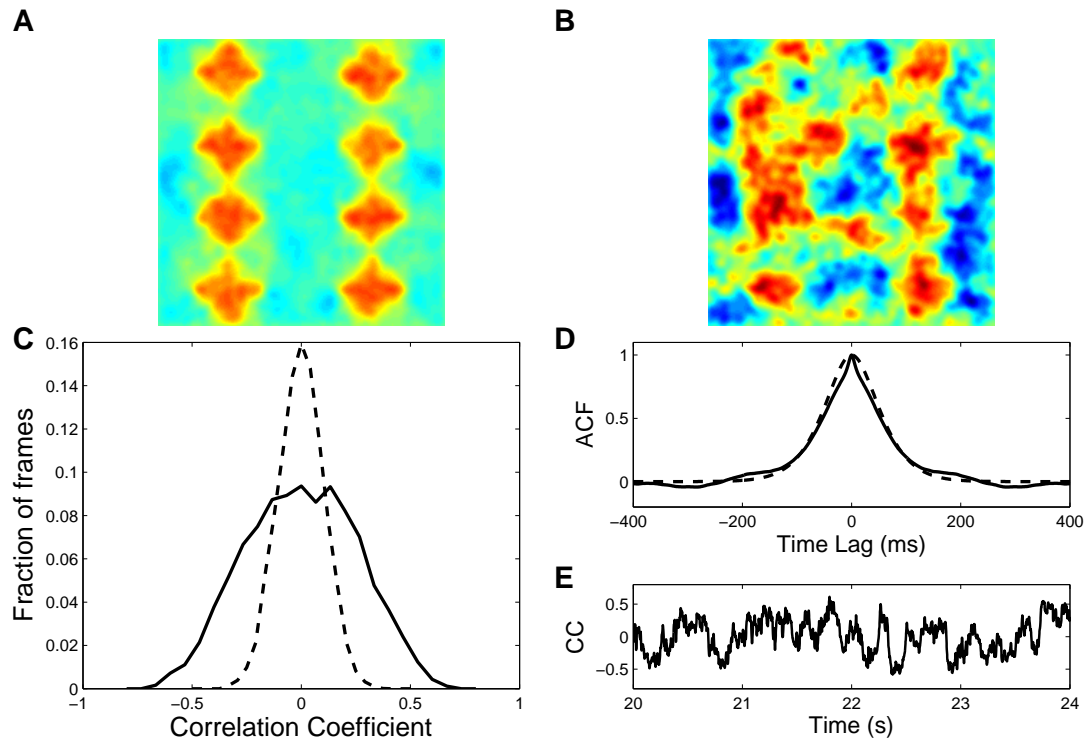 A
B
C
0.16
0.14
0.12
0.1
0.08
0.06
0.04
0.02
0
−1
−0.5
0
0.5
1
Fraction of frames
Correlation Coefficient
D
1
0.5
0
ACF
−400
−200
0
200
400
Time Lag (ms)
E
0.5
0
−0.5
CC
20
21
22
23
24
Time (s)